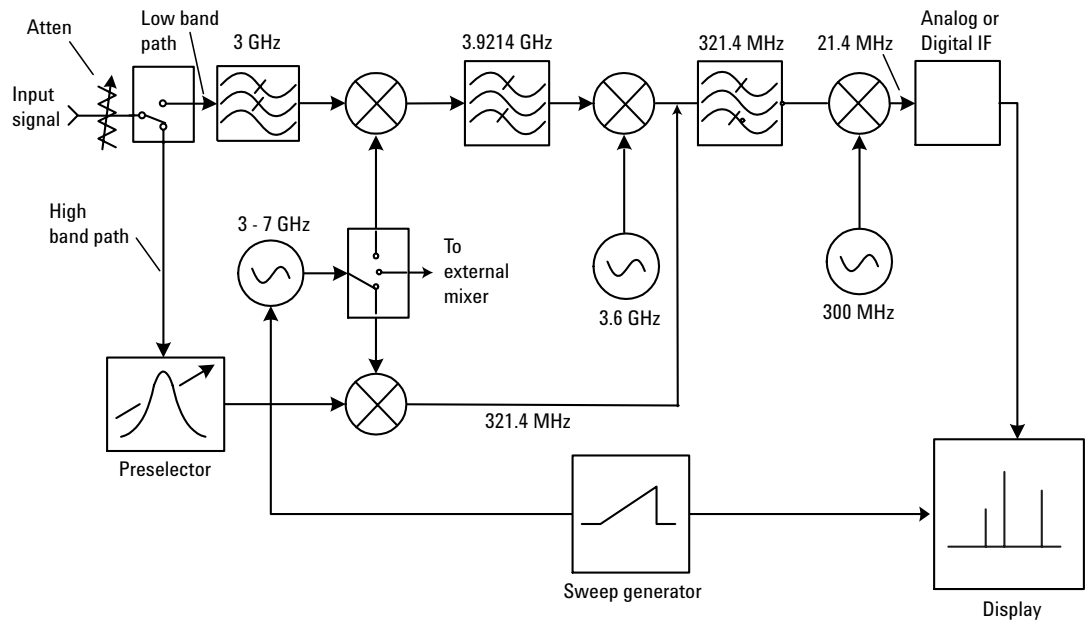 Atten
Low band
path
3 GHz
3.9214 GHz
321.4 MHz
21.4 MHz
Analog or
Digital IF
Input
signal
High
band path
3 - 7 GHz
To
external
mixer
3.6 GHz
300 MHz
321.4 MHz
Preselector
Sweep generator
Display